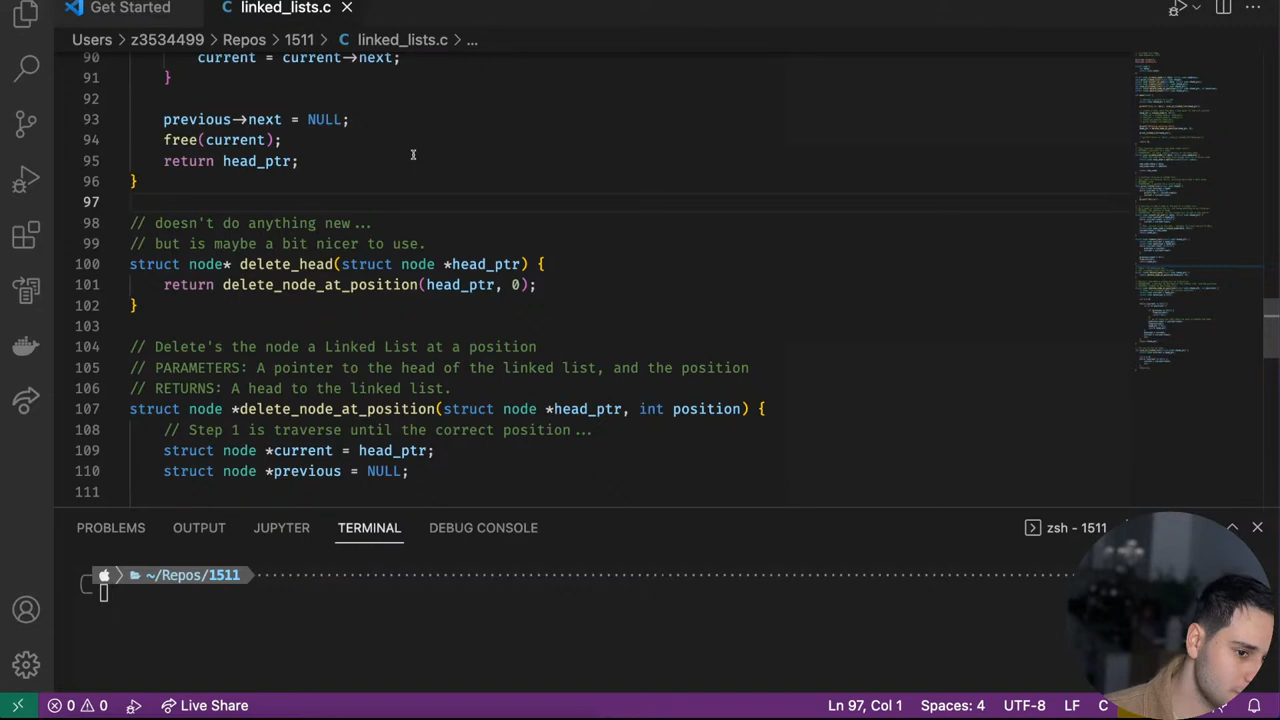 Get Started linked_lists.c
Users > z3534499 > Repos > 1511 > linked_lists.c > ...
90 current = current->next;
91 }
92
93 previous->next = NULL;
94 free(current);
95 return head_ptr;
96 }
97
98 // doesn't do anything new...
99 // but is maybe a bit nicer to use.
100 struct node* delete_head(struct node *head_ptr) {
101 return delete_node_at_position(head_ptr, 0);
102 }
103
104 // Delete's the node a Linked List at a position
105 // PARAMETERS: A pointer to the head of the linked list, and the position
106 // RETURNS: A head to the linked list.
107 struct node *delete_node_at_position(struct node *head_ptr, int position) {
108 // Step 1 is traverse until the correct position...
109 struct node *current = head_ptr;
110 struct node *previous = NULL;
111
PROBLEMS OUTPUT JUPYTER TERMINAL DEBUG CONSOLE zsh - 1511
~/Repos/1511
0 0 Live Share Ln 97, Col 1 Spaces: 4 UTF-8 LF C